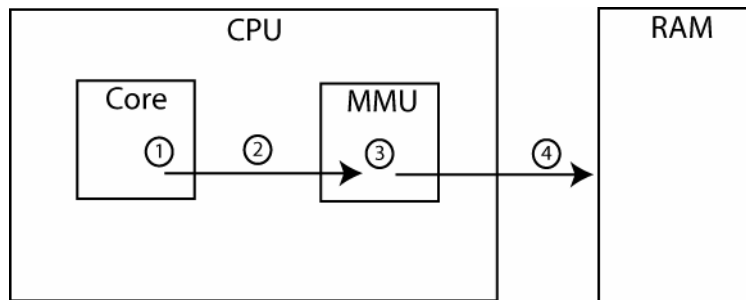 CPU
RAM
Core
MMU
① ② ③ ④